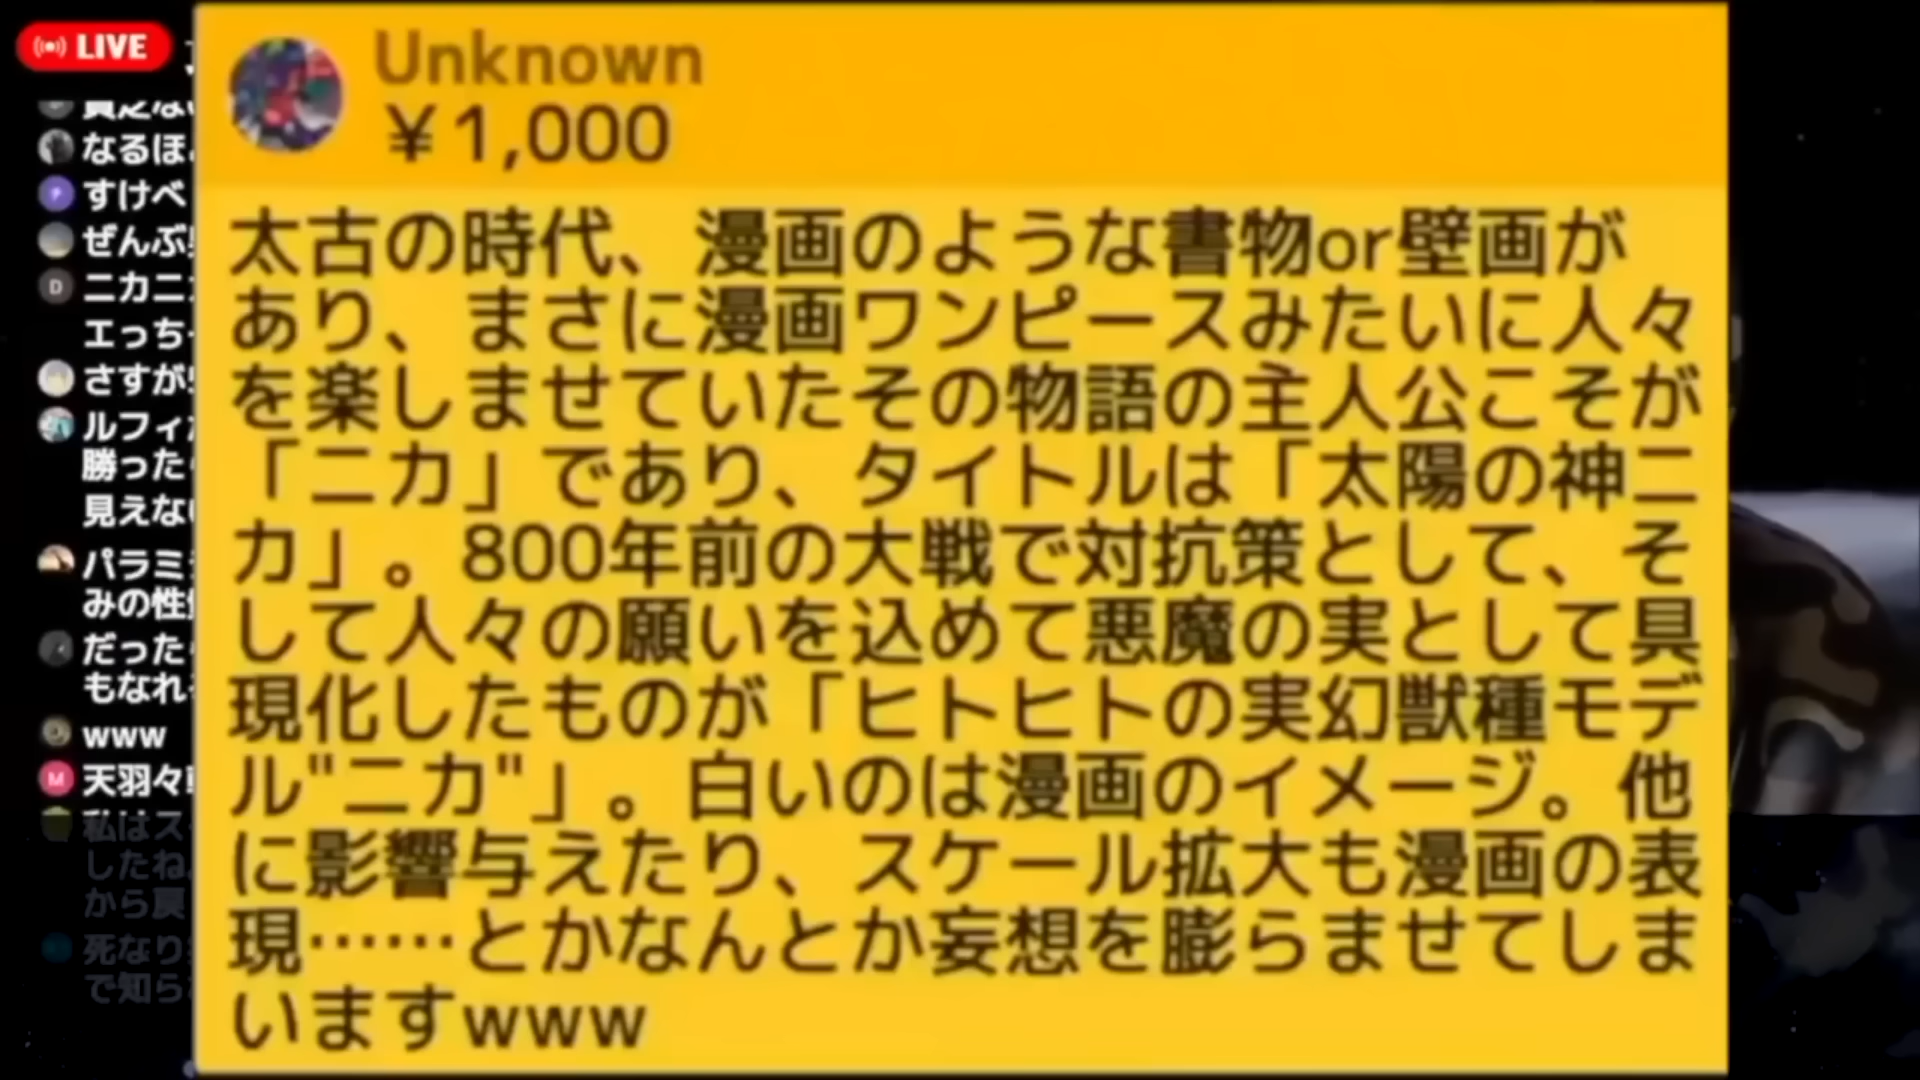 LIVE
なるほ
すけべ
ぜんぶ
ニカニ
エっち
さすが
ルフィ
勝った
見えな
パラミ
みの性
だった
もなれ
www
天羽々
私はス
したね
から戻
死なり
で知ら
Unknown
¥1,000
太古の時代、漫画のような書物or壁画が
あり、まさに漫画ワンピースみたいに人々
を楽しませていたその物語の主人公こそが
「ニカ」であり、タイトルは「太陽の神ニ
カ」。800年前の大戦で対抗策として、そ
して人々の願いを込めて悪魔の実として具
現化したものが「ヒトヒトの実幻獣種モデ
ル"ニカ"」。白いのは漫画のイメージ。他
に影響与えたり、スケール拡大も漫画の表
現……とかなんとか妄想を膨らませてしま
いますwww